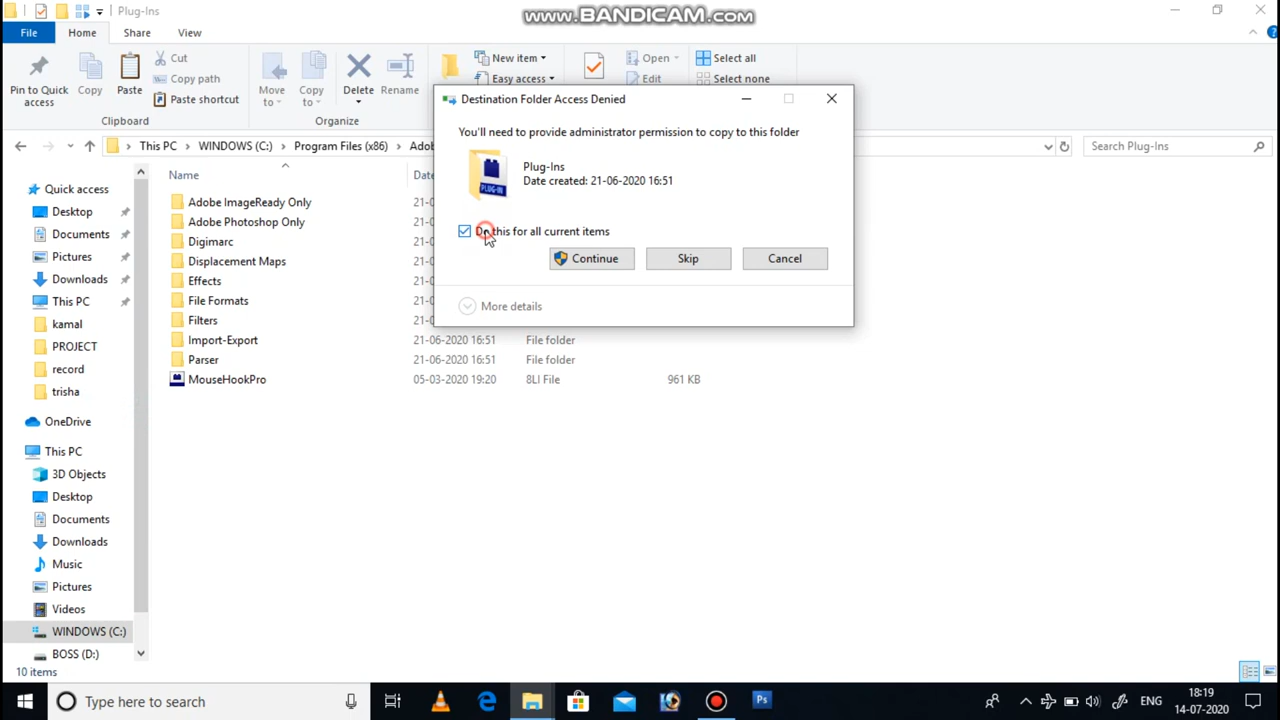 Plug-Ins
www.BANDICAM.com
File Home Share View
Pin to Quick access
Copy
Paste
Cut
Copy path
Paste shortcut
Clipboard
Move to
Copy to
Delete
Rename
Organize
New item
Easy access
Open
Edit
Select all
Select none
This PC > WINDOWS (C:) > Program Files (x86) > Adob
Search Plug-Ins
Quick access
Desktop
Documents
Pictures
Downloads
This PC
kamal
PROJECT
record
trisha
OneDrive
This PC
3D Objects
Desktop
Documents
Downloads
Music
Pictures
Videos
WINDOWS (C:)
BOSS (D:)
Name Dat
Adobe ImageReady Only 21-0
Adobe Photoshop Only 21-0
Digimarc 21-0
Displacement Maps 21-0
Effects 21-0
File Formats 21-0
Filters 21-0
Import-Export 21-06-2020 16:51 File folder
Parser 21-06-2020 16:51 File folder
MouseHookPro 05-03-2020 19:20 8LI File 961 KB
Destination Folder Access Denied
You'll need to provide administrator permission to copy to this folder
PLUG-IN
Plug-Ins
Date created: 21-06-2020 16:51
Do this for all current items
Continue Skip Cancel
More details
10 items
Type here to search
Ps
ENG
18:19
14-07-2020